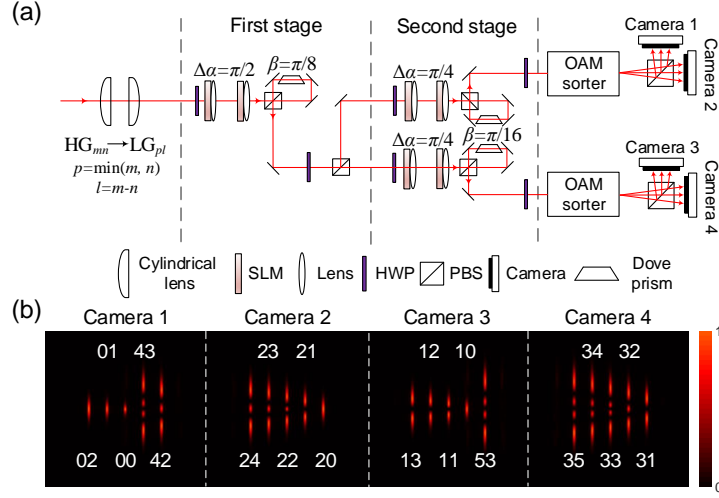 (a)
First stage
Second stage
Camera 1
Δα=π/2
β=π/8
Δα=π/4
OAM sorter
Camera 2
HG_mn→LG_pl
p=min(m, n)
l=m-n
Δα=π/4
β=π/16
Camera 3
OAM sorter
Camera 4
Cylindrical lens
SLM
Lens
HWP
PBS
Camera
Dove prism
(b)
Camera 1
Camera 2
Camera 3
Camera 4
1
01 43
23 21
12 10
34 32
02 00 42
24 22 20
13 11 53
35 33 31
0